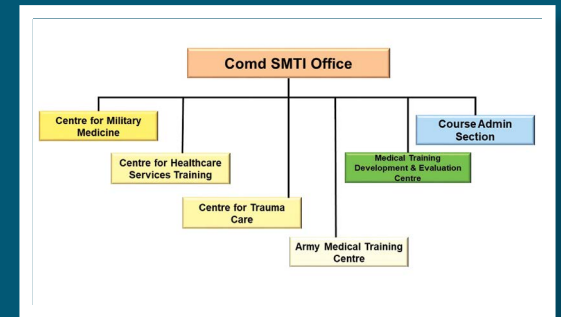 Comd SMTI Office
Centre for Military
Medicine
Course Admin
Section
Centre for Healthcare
Services Training
Medical Training
Development & Evaluation
Centre
Centre for Trauma
Care
Army Medical Training
Centre